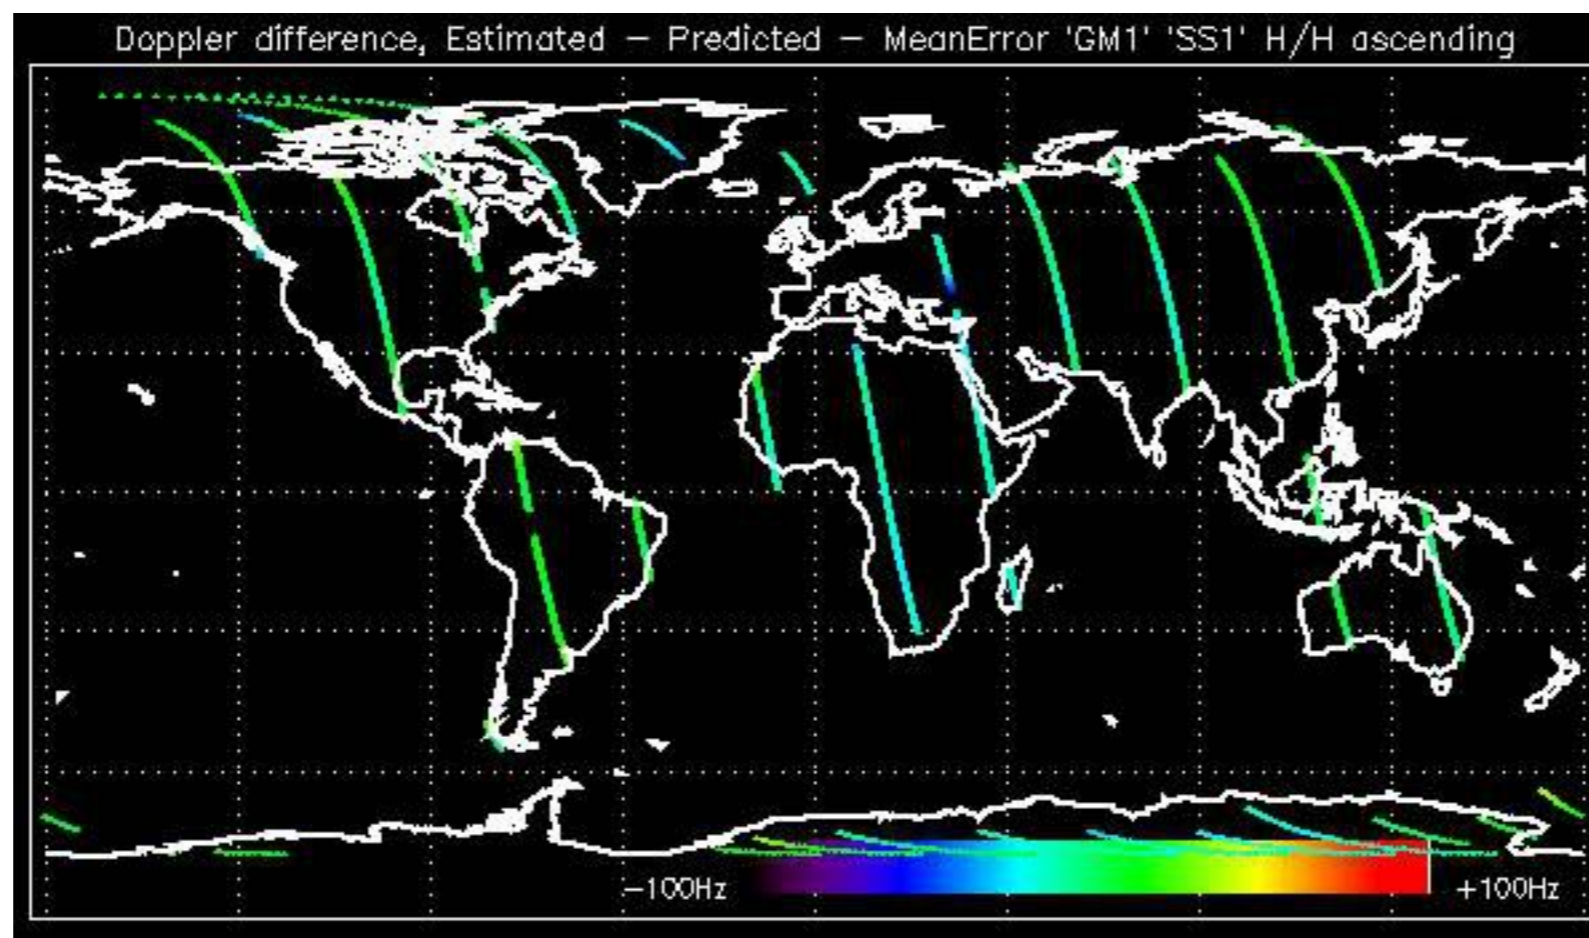 Doppler difference, Estimated — Predicted — MeanError 'GM1' 'SS1' H/H ascending
—100Hz
+100Hz